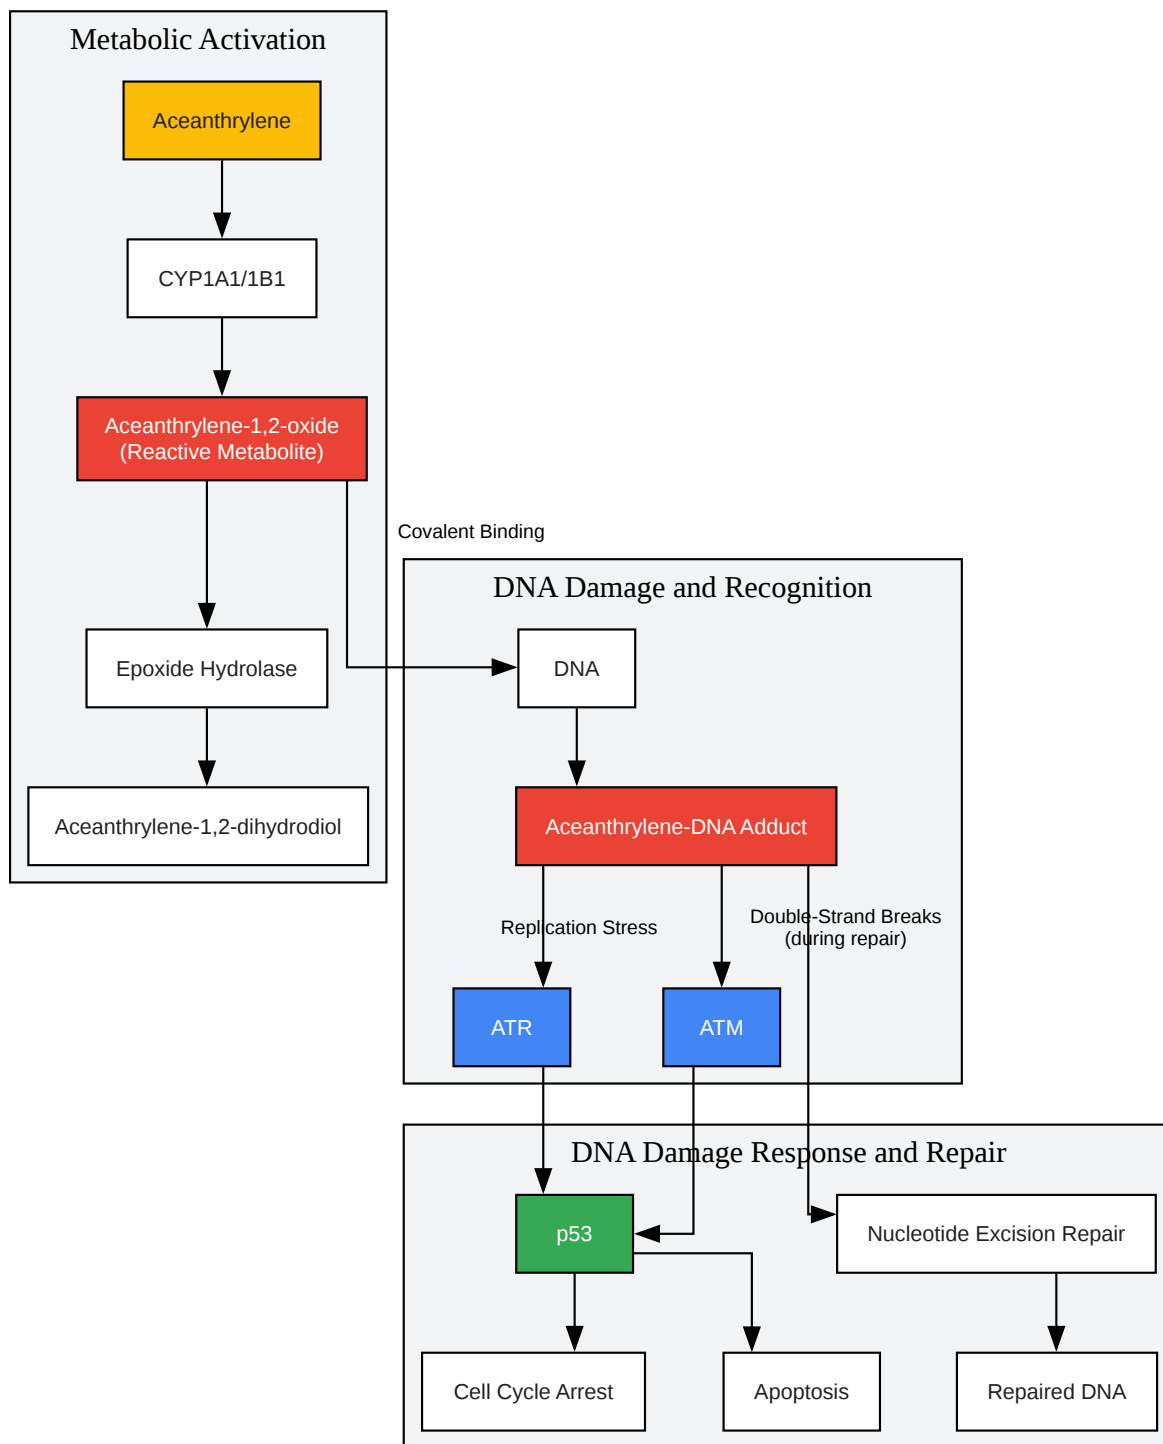 Metabolic Activation
Aceanthrylene
CYP1A1/1B1
Aceanthrylene-1,2-oxide
(Reactive Metabolite)
Covalent Binding
Epoxide Hydrolase
Aceanthrylene-1,2-dihydrodiol
DNA Damage and Recognition
DNA
Aceanthrylene-DNA Adduct
Replication Stress
Double-Strand Breaks
(during repair)
ATR
ATM
DNA Damage Response and Repair
p53
Nucleotide Excision Repair
Cell Cycle Arrest
Apoptosis
Repaired DNA